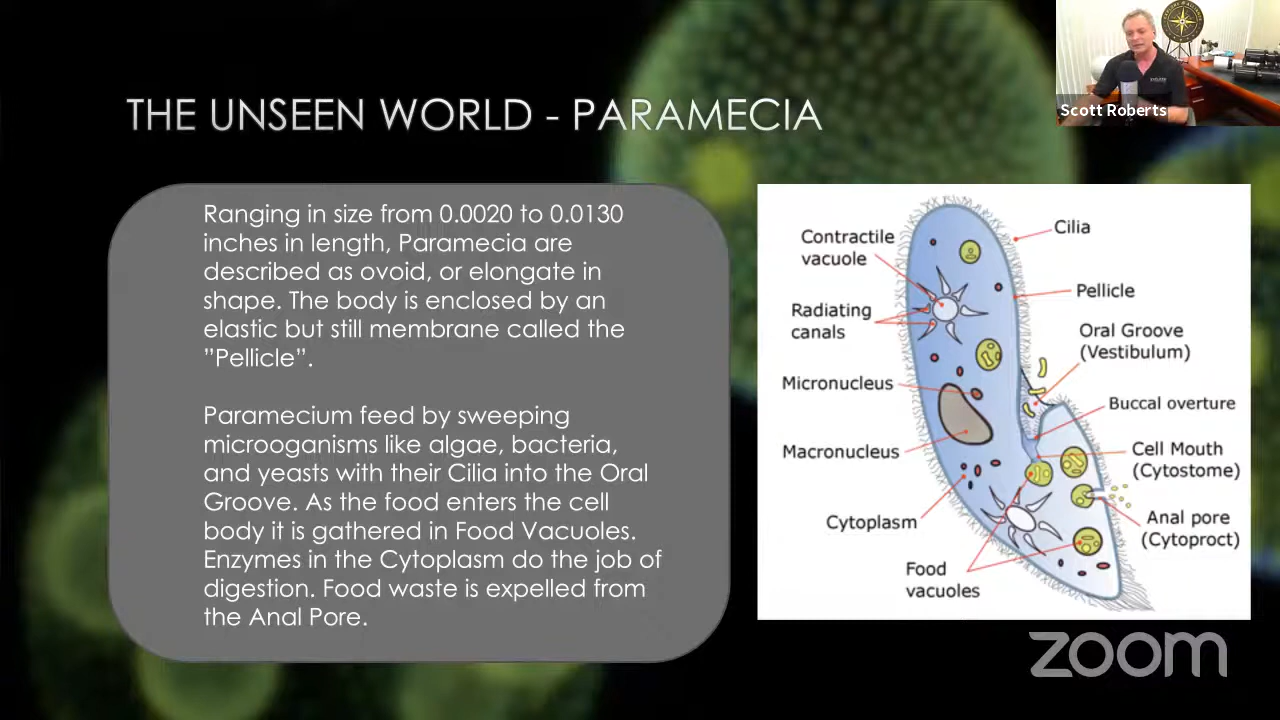 THE UNSEEN WORLD - PARAMECIA
Scott Roberts
Ranging in size from 0.0020 to 0.0130
inches in length, Paramecia are
described as ovoid, or elongate in
shape. The body is enclosed by an
elastic but still membrane called the
”Pellicle”.
Paramecium feed by sweeping
microoganisms like algae, bacteria,
and yeasts with their Cilia into the Oral
Groove. As the food enters the cell
body it is gathered in Food Vacuoles.
Enzymes in the Cytoplasm do the job of
digestion. Food waste is expelled from
the Anal Pore.
Contractile
vacuole
Radiating
canals
Micronucleus
Macronucleus
Cytoplasm
Food
vacuoles
Cilia
Pellicle
Oral Groove
(Vestibulum)
Buccal overture
Cell Mouth
(Cytostome)
Anal pore
(Cytoproct)
zoom